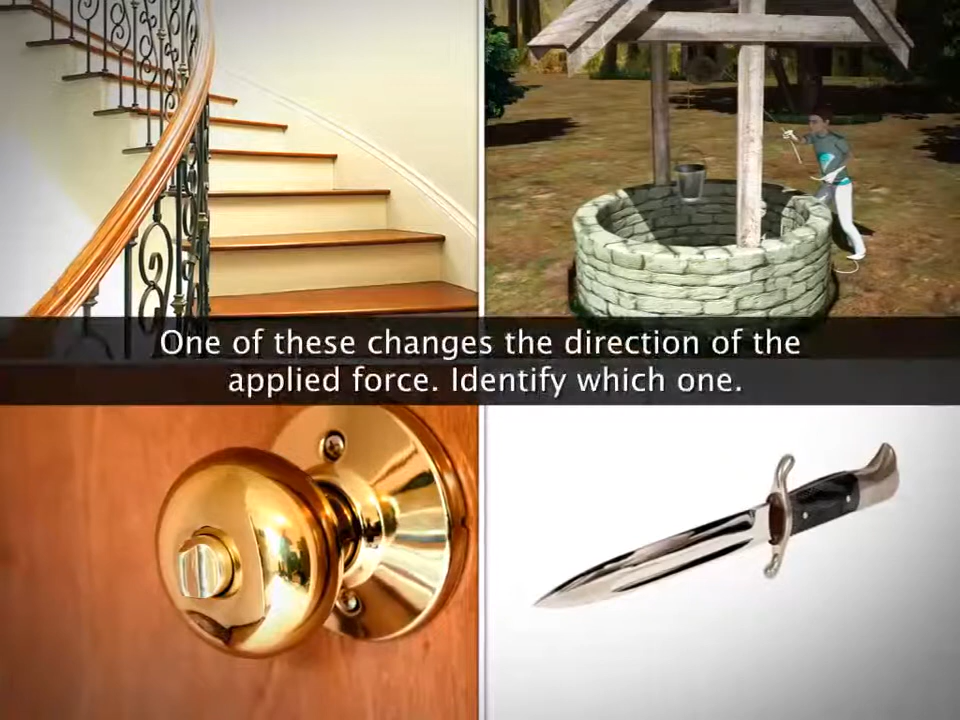 One of these changes the direction of the
applied force. Identify which one.